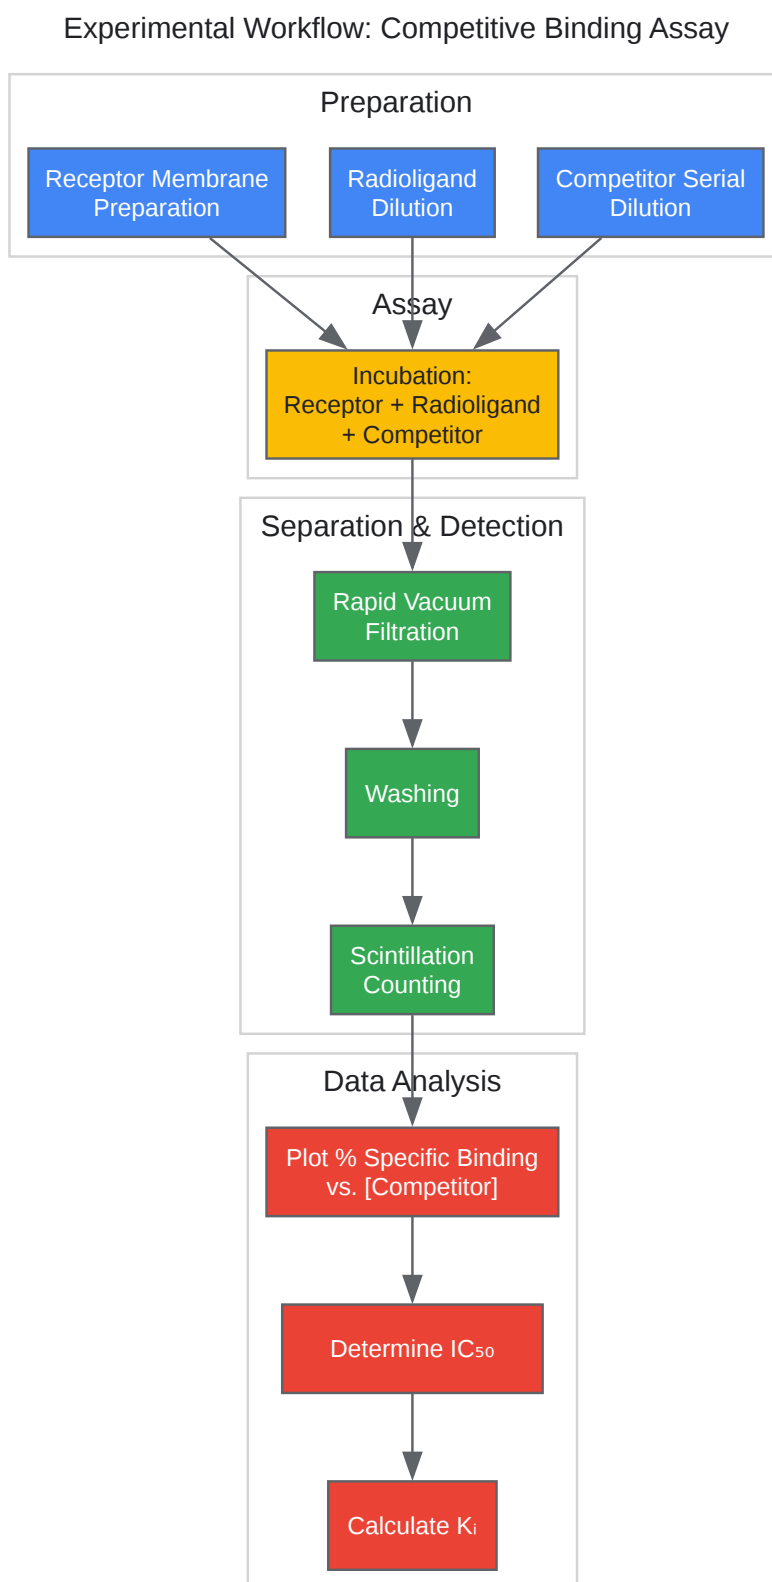 Experimental Workflow: Competitive Binding Assay
Preparation
Receptor Membrane
Preparation
Radioligand
Dilution
Competitor Serial
Dilution
Assay
Incubation:
Receptor + Radioligand
+ Competitor
Separation & Detection
Rapid Vacuum
Filtration
Washing
Scintillation
Counting
Data Analysis
Plot % Specific Binding
vs. [Competitor]
Determine IC₅₀
Calculate Kᵢ